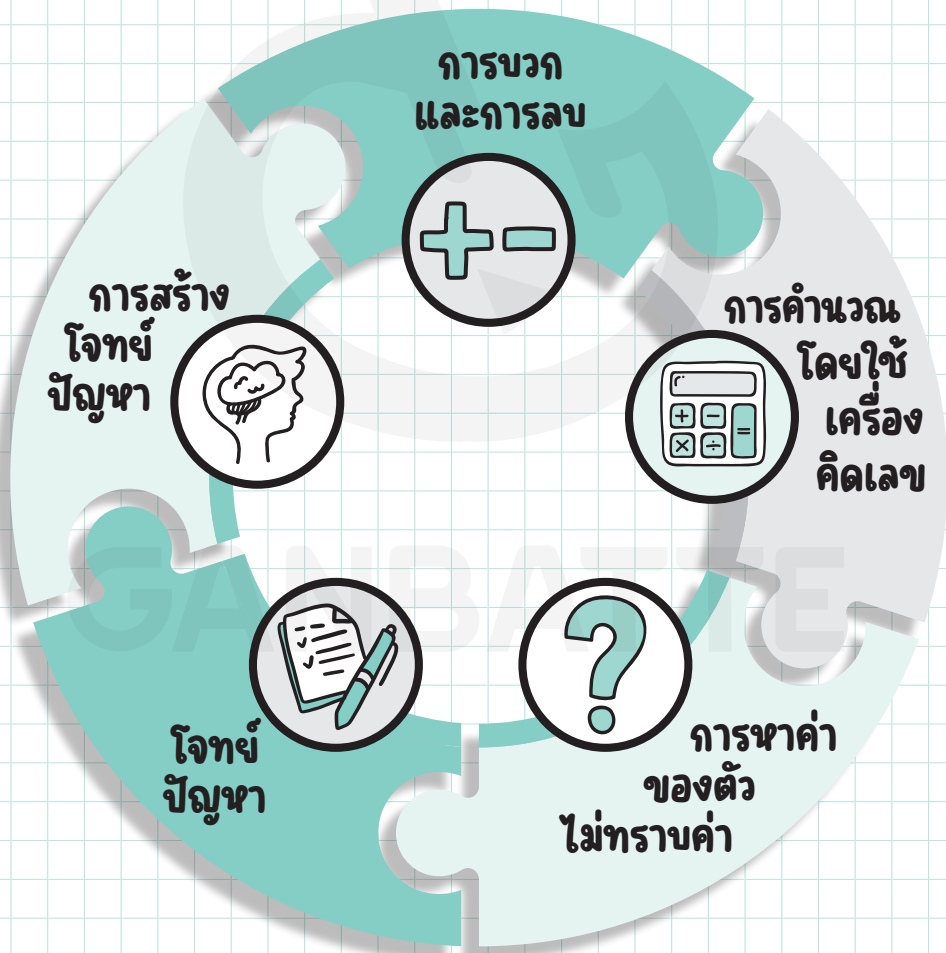 การบวก
และการลบ
การคำนวณ
โดยใช้
เครื่อง
คิดเลข
การหาค่า
ของตัว
ไม่ทราบค่า
โจทย์
ปัญหา
การสร้าง
โจทย์
ปัญหา
GANBATTE